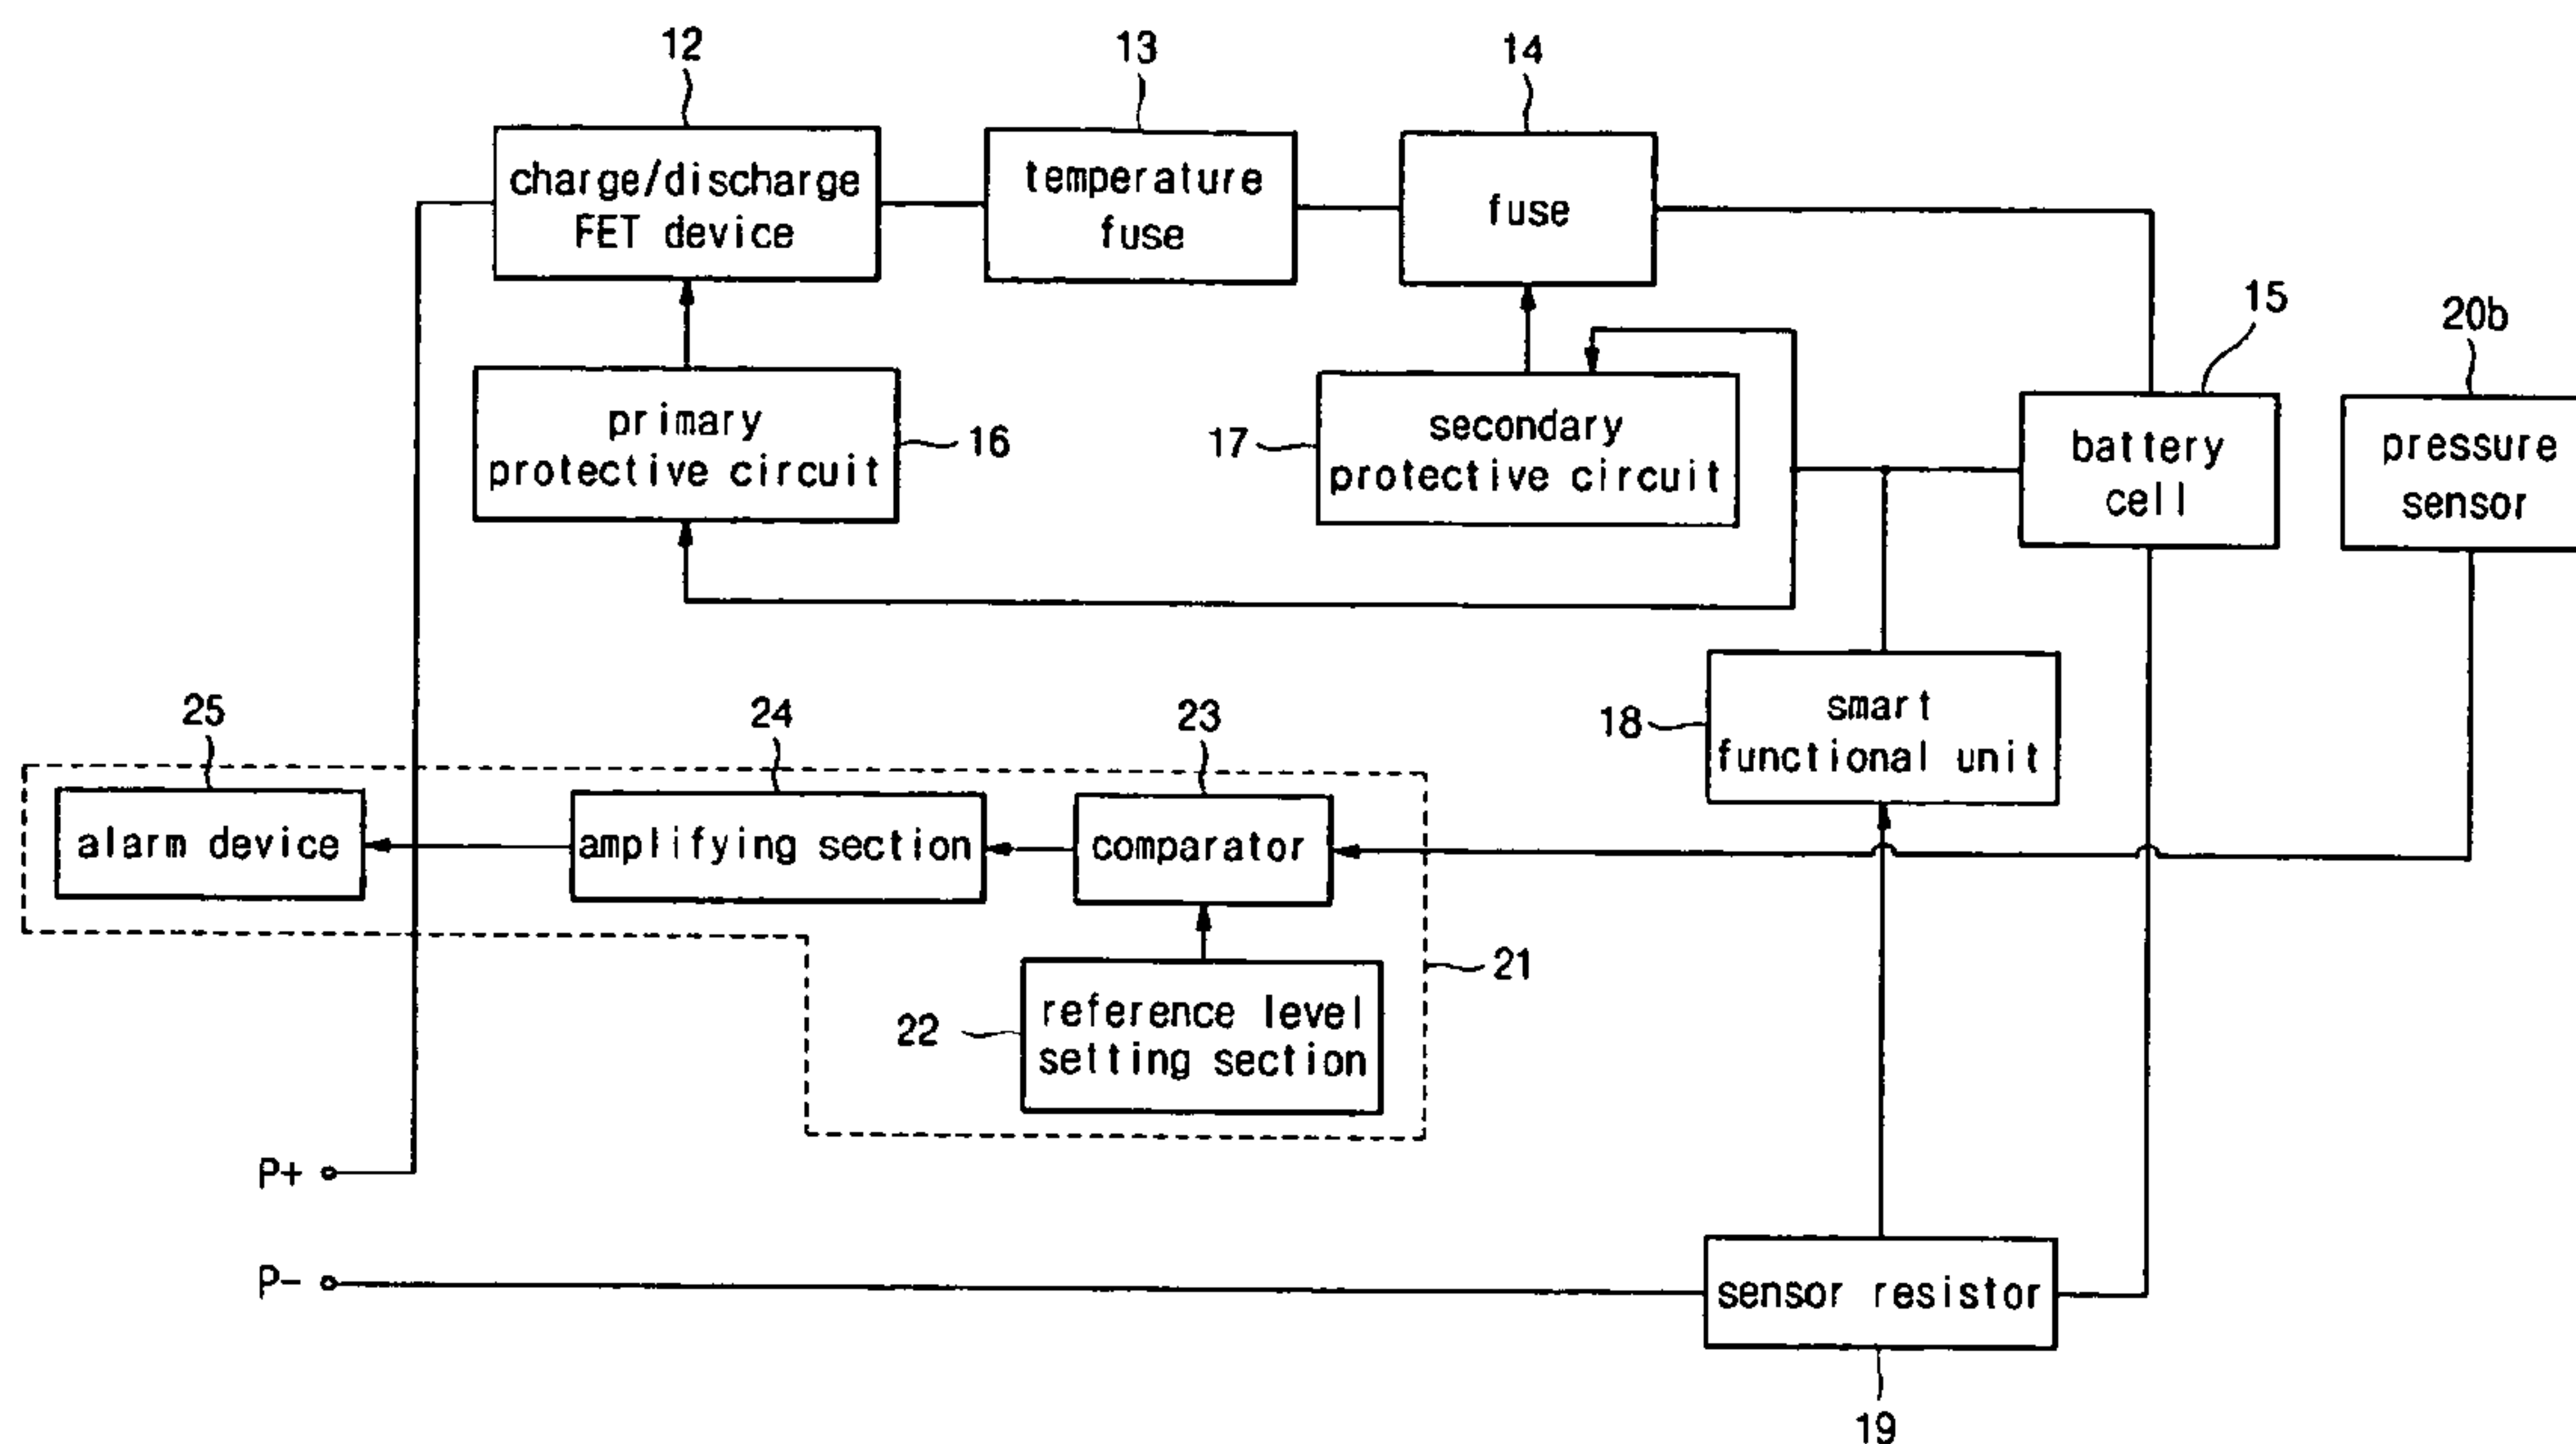 12
13
14
charge/discharge
FET device
temperature
fuse
fuse
15
20b
primary
protective circuit
16
17
secondary
protective circuit
battery
cell
pressure
sensor
18
smart
functional unit
25
24
23
alarm device
amplifying section
comparator
21
22
reference level
setting section
P+
P-
sensor resistor
19